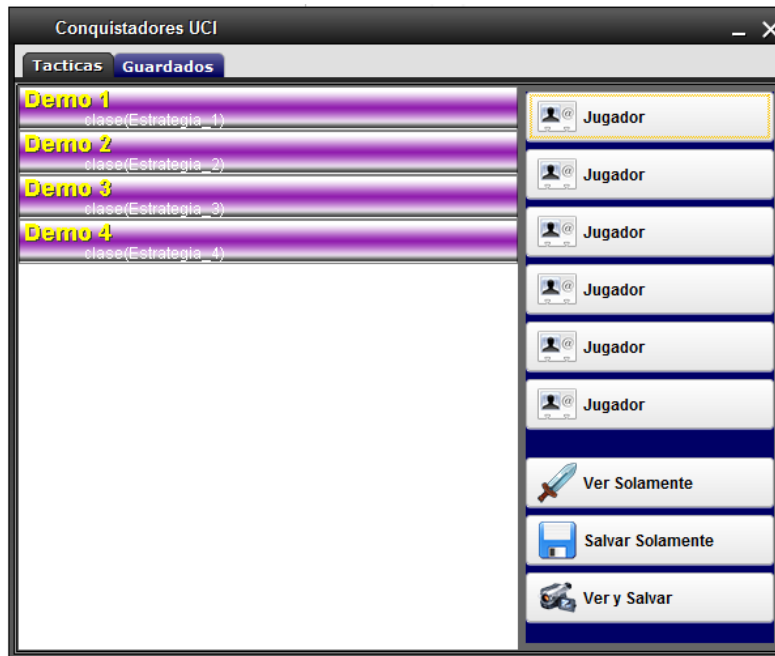 Conquistadores UCI
Tacticas Guardados
Demo 1
clase(Estrategia_1)
Demo 2
clase(Estrategia_2)
Demo 3
clase(Estrategia_3)
Demo 4
clase(Estrategia_4)
Jugador
Jugador
Jugador
Jugador
Jugador
Jugador
Ver Solamente
Salvar Solamente
Ver y Salvar